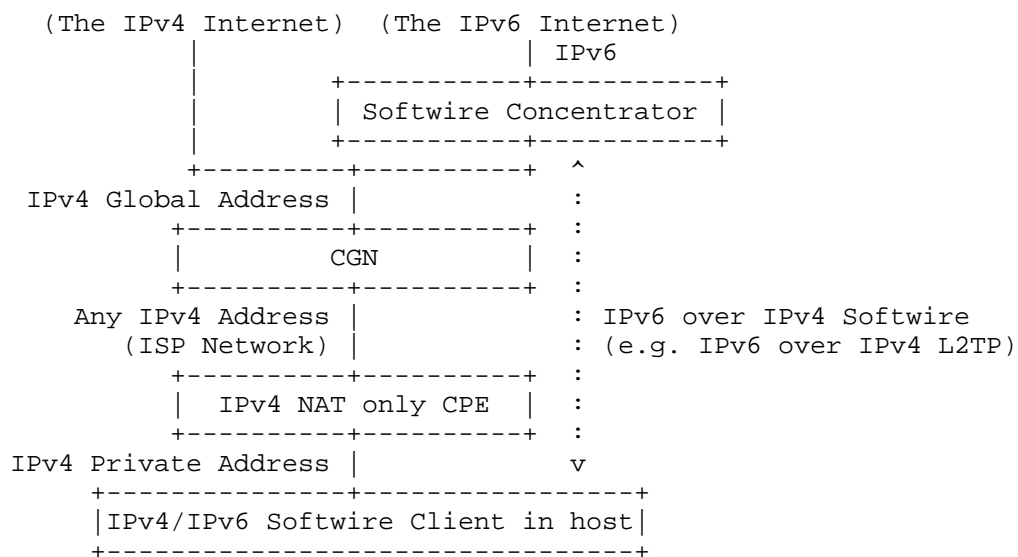 (The IPv4 Internet) (The IPv6 Internet)
IPv6
Softwire Concentrator
IPv4 Global Address
CGN
Any IPv4 Address
IPv6 over IPv4 Softwire
(ISP Network)
(e.g. IPv6 over IPv4 L2TP)
IPv4 NAT only CPE
IPv4 Private Address
IPv4/IPv6 Softwire Client in host